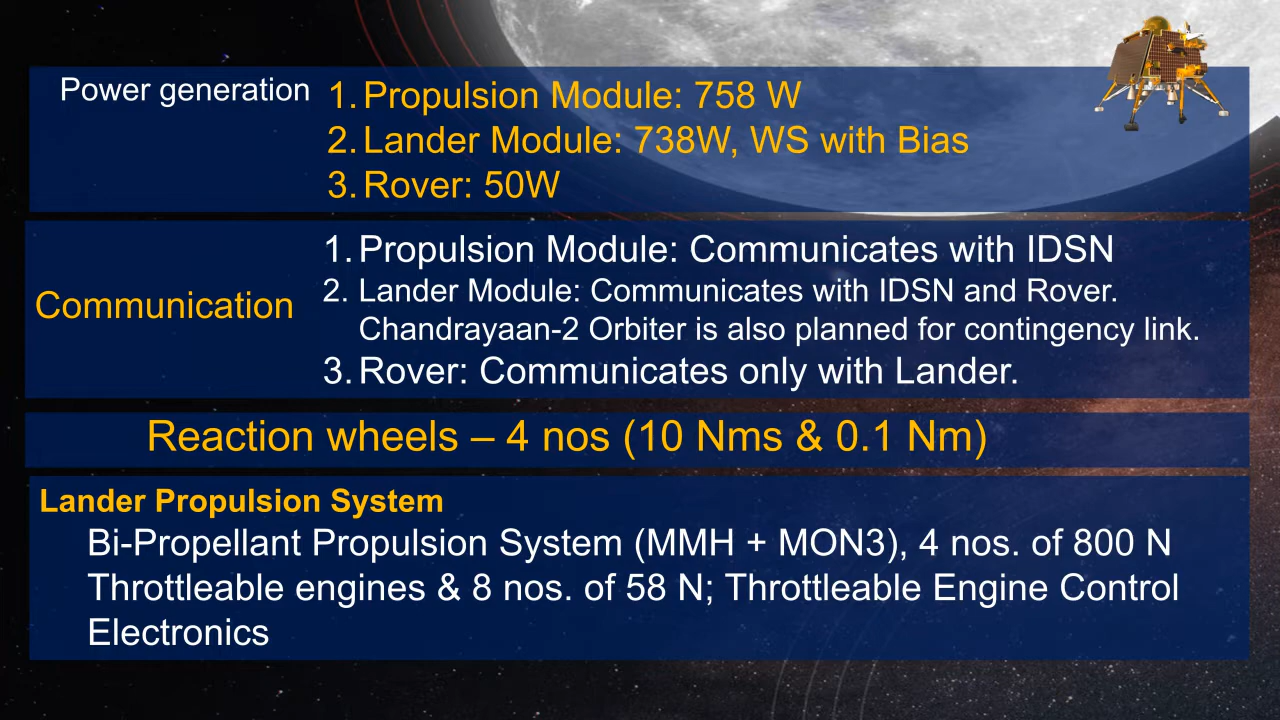 Power generation
1. Propulsion Module: 758 W
2. Lander Module: 738W, WS with Bias
3. Rover: 50W
Communication
1. Propulsion Module: Communicates with IDSN
2. Lander Module: Communicates with IDSN and Rover.
Chandrayaan-2 Orbiter is also planned for contingency link.
3. Rover: Communicates only with Lander.
Reaction wheels – 4 nos (10 Nms & 0.1 Nm)
Lander Propulsion System
Bi-Propellant Propulsion System (MMH + MON3), 4 nos. of 800 N
Throttleable engines & 8 nos. of 58 N; Throttleable Engine Control
Electronics